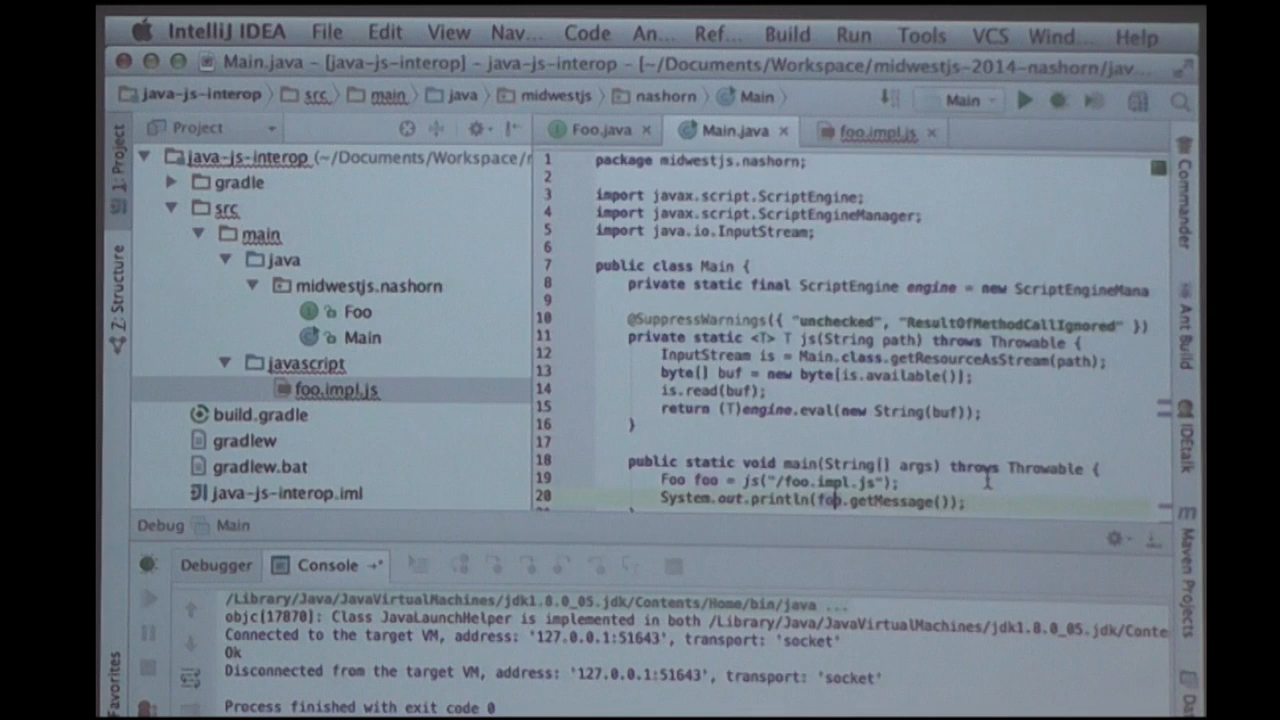 IntelliJ IDEA File Edit View Nav... Code An... Ref... Build Run Tools VCS Wind... Help
Main.java - [java-js-interop] - java-js-interop - [~/Documents/Workspace/midwestjs-2014-nashorn/jav...
java-js-interop src main java midwestjs nashorn Main Main
1: Project
Project
Foo.java Main.java foo.impl.js
java-js-interop (~/Documents/Workspace/
gradle
src
main
java
midwestjs.nashorn
Foo
Main
javascript
foo.impl.js
build.gradle
gradlew
gradlew.bat
java-js-interop.iml
Z: Structure
1 package midwestjs.nashorn;
2
3 import javax.script.ScriptEngine;
4 import javax.script.ScriptEngineManager;
5 import java.io.InputStream;
6
7 public class Main {
8 private static final ScriptEngine engine = new ScriptEngineMana
9
10 @SuppressWarnings({ "unchecked", "ResultOfMethodCallIgnored" })
11 private static <T> T js(String path) throws Throwable {
12 InputStream is = Main.class.getResourceAsStream(path);
13 byte[] buf = new byte[is.available()];
14 is.read(buf);
15 return (T)engine.eval(new String(buf));
16 }
17
18 public static void main(String[] args) throws Throwable {
19 Foo foo = js("/foo.impl.js");
20 System.out.println(foo.getMessage());
Commander
Ant Build
IDEtalk
Maven Projects
Debug Main
Debugger Console
/Library/Java/JavaVirtualMachines/jdk1.8.0_05.jdk/Contents/Home/bin/java ...
objc[17870]: Class JavaLaunchHelper is implemented in both /Library/Java/JavaVirtualMachines/jdk1.8.0_05.jdk/Conte
Connected to the target VM, address: '127.0.0.1:51643', transport: 'socket'
Ok
Disconnected from the target VM, address: '127.0.0.1:51643', transport: 'socket'
Process finished with exit code 0
Favorites